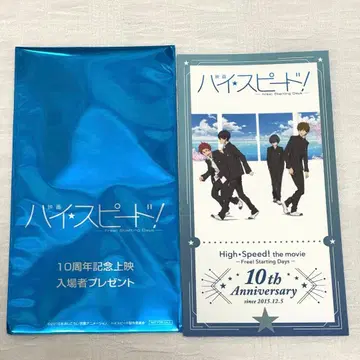 映画
ハイ☆スピード!
—Free! Starting Days—
10周年記念上映
入場者プレゼント
映画
ハイ☆スピード!
—Free! Starting Days—
High☆Speed! the movie
—Free! Starting Days—
10th
Anniversary
since 2015.12.5